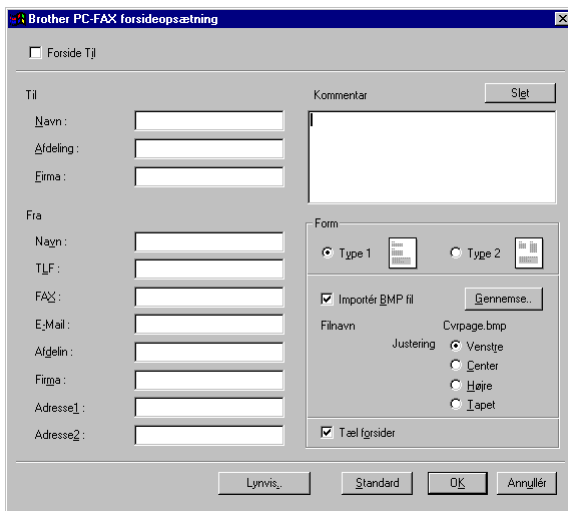 Brother PC-FAX forsideopsætning
Forside Til
Til
Navn :
Afdeling :
Firma :
Kommentar
Slet
Fra
Navn :
TLF :
FAX :
E-Mail :
Afdelin :
Firma :
Adresse1 :
Adresse2 :
Form
Type 1
Type 2
Importér BMP fil
Gennemse..
Filnavn
Cvrpage.bmp
Justering
Venstre
Center
Højre
Tapet
Tæl forsider
Lynvis..
Standard
OK
Annullér